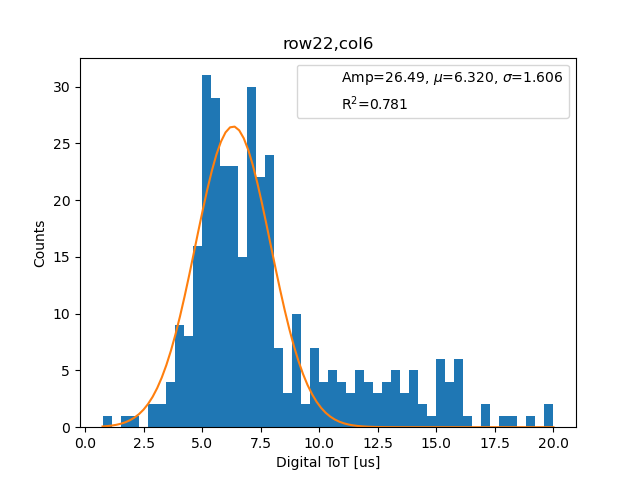 row22,col6
Amp=26.49, μ=6.320, σ=1.606
R²=0.781
Counts
30
25
20
15
10
5
0
0.0 2.5 5.0 7.5 10.0 12.5 15.0 17.5 20.0
Digital ToT [us]